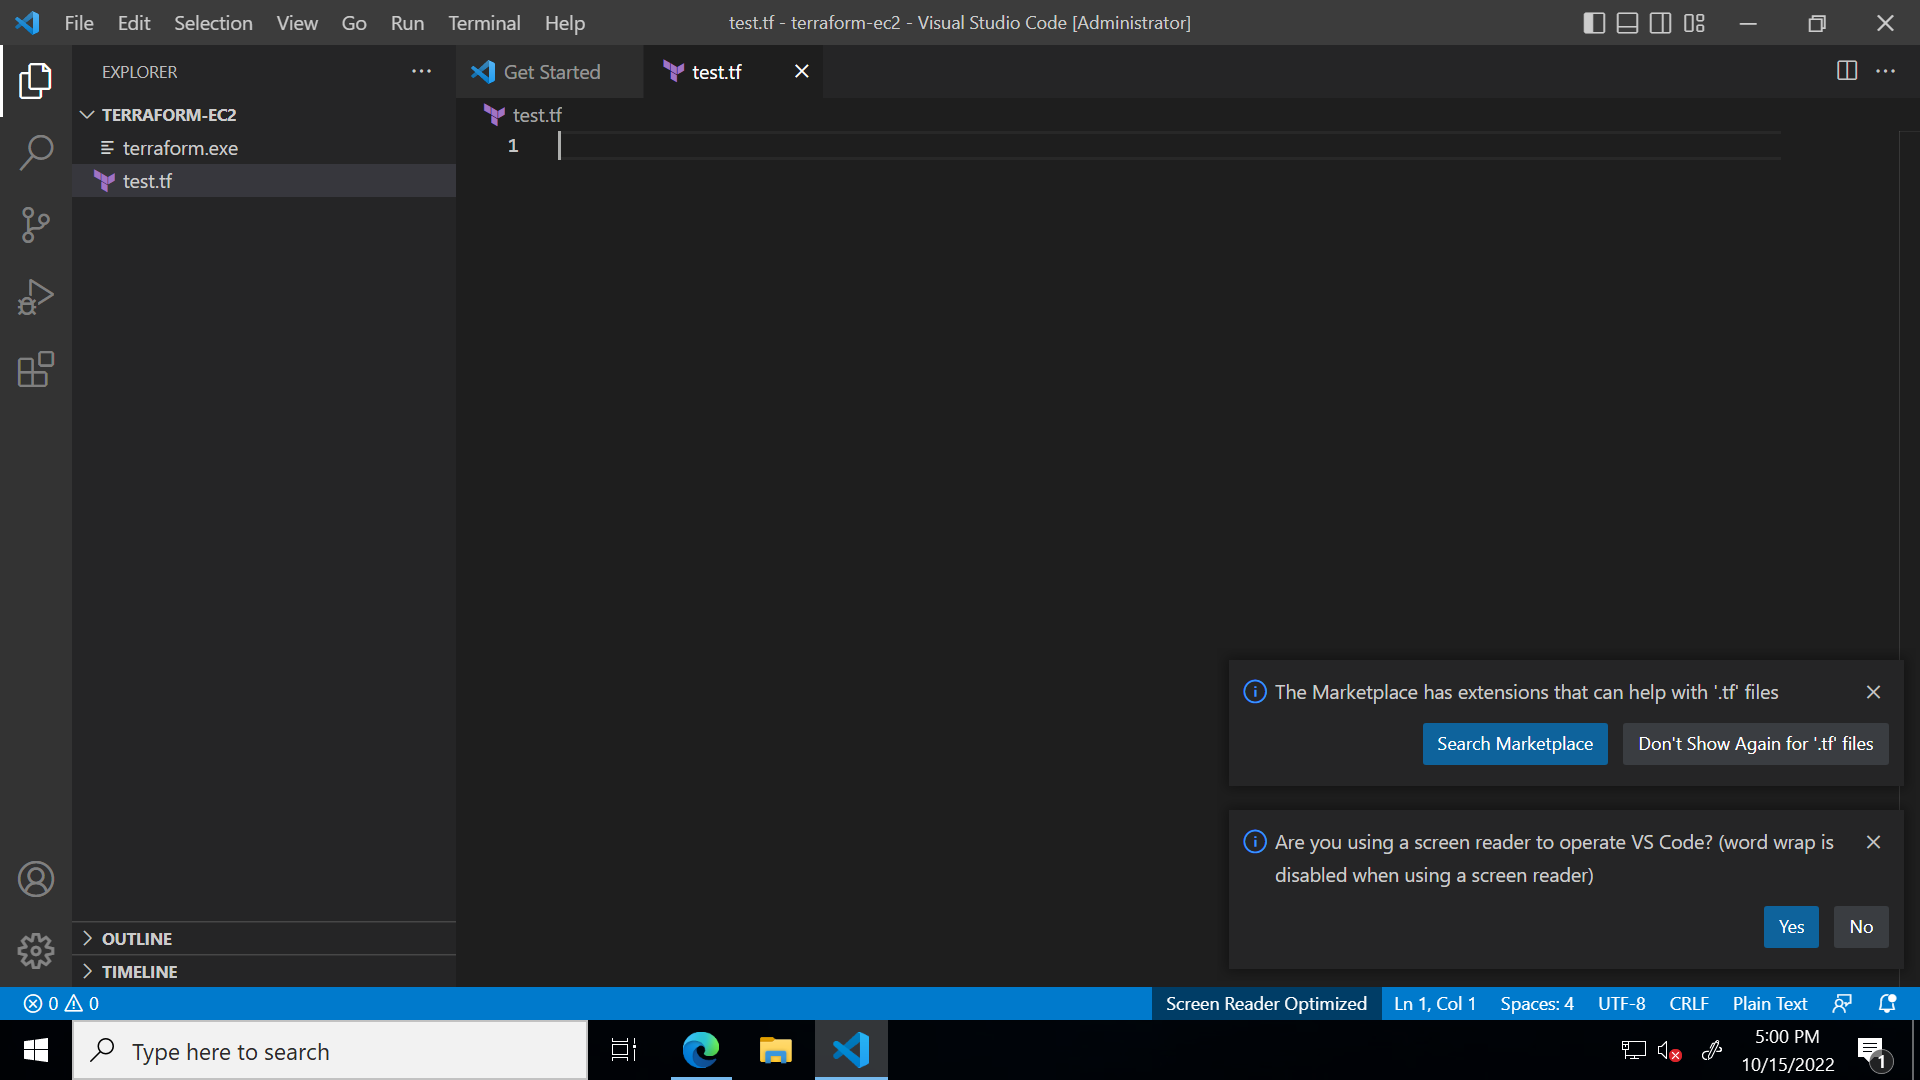 File Edit Selection View Go Run Terminal Help
test.tf - terraform-ec2 - Visual Studio Code [Administrator]
EXPLORER
TERRAFORM-EC2
terraform.exe
test.tf
OUTLINE
TIMELINE
Get Started
test.tf
test.tf
1
The Marketplace has extensions that can help with '.tf' files
Search Marketplace
Don't Show Again for '.tf' files
Are you using a screen reader to operate VS Code? (word wrap is
disabled when using a screen reader)
Yes
No
0 0
Screen Reader Optimized Ln 1, Col 1 Spaces: 4 UTF-8 CRLF Plain Text
Type here to search
5:00 PM
10/15/2022
1